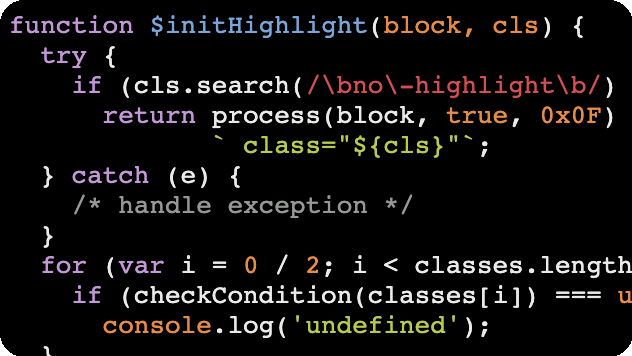 function $initHighlight(block, cls) {
  try {
    if (cls.search(/\bno\-highlight\b/)
      return process(block, true, 0x0F)
             ` class="${cls}"`;
  } catch (e) {
    /* handle exception */
  }
  for (var i = 0 / 2; i < classes.length
    if (checkCondition(classes[i]) === u
      console.log('undefined');
  }